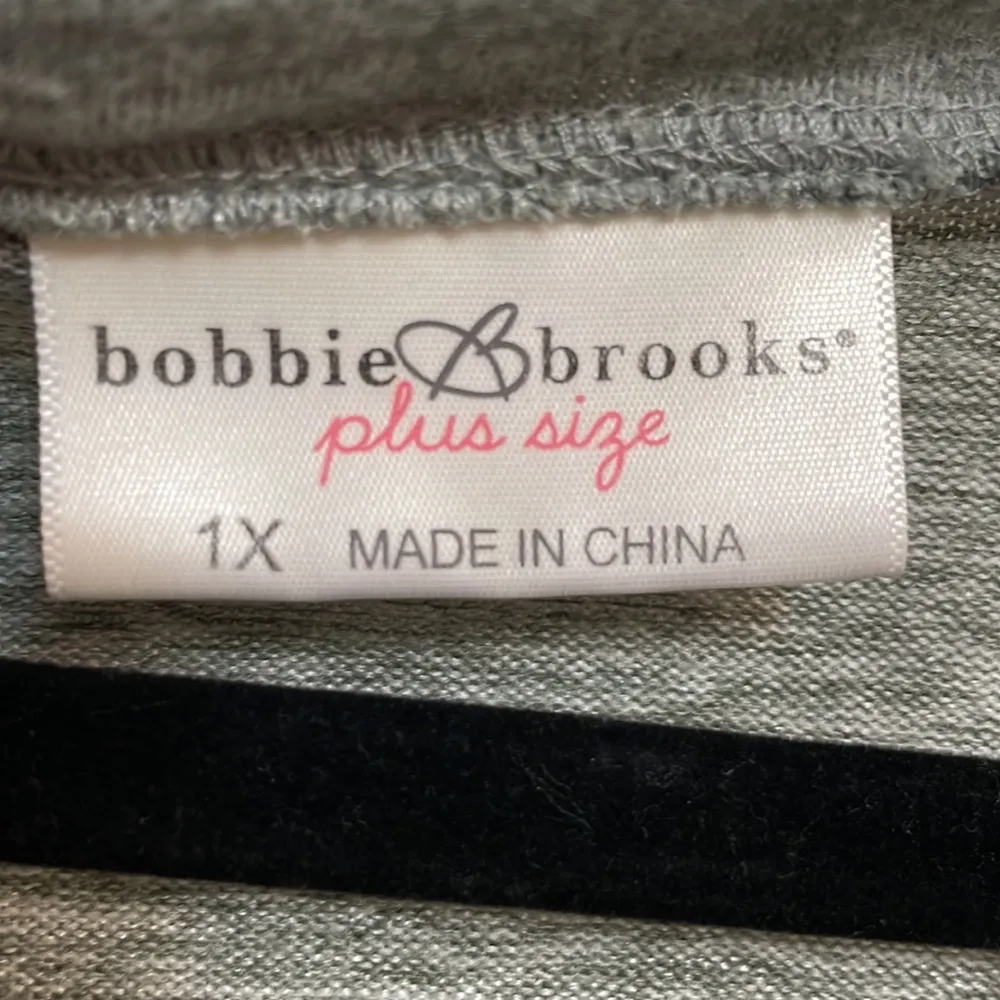 bobbie B brooks®
plus size
1X MADE IN CHINA